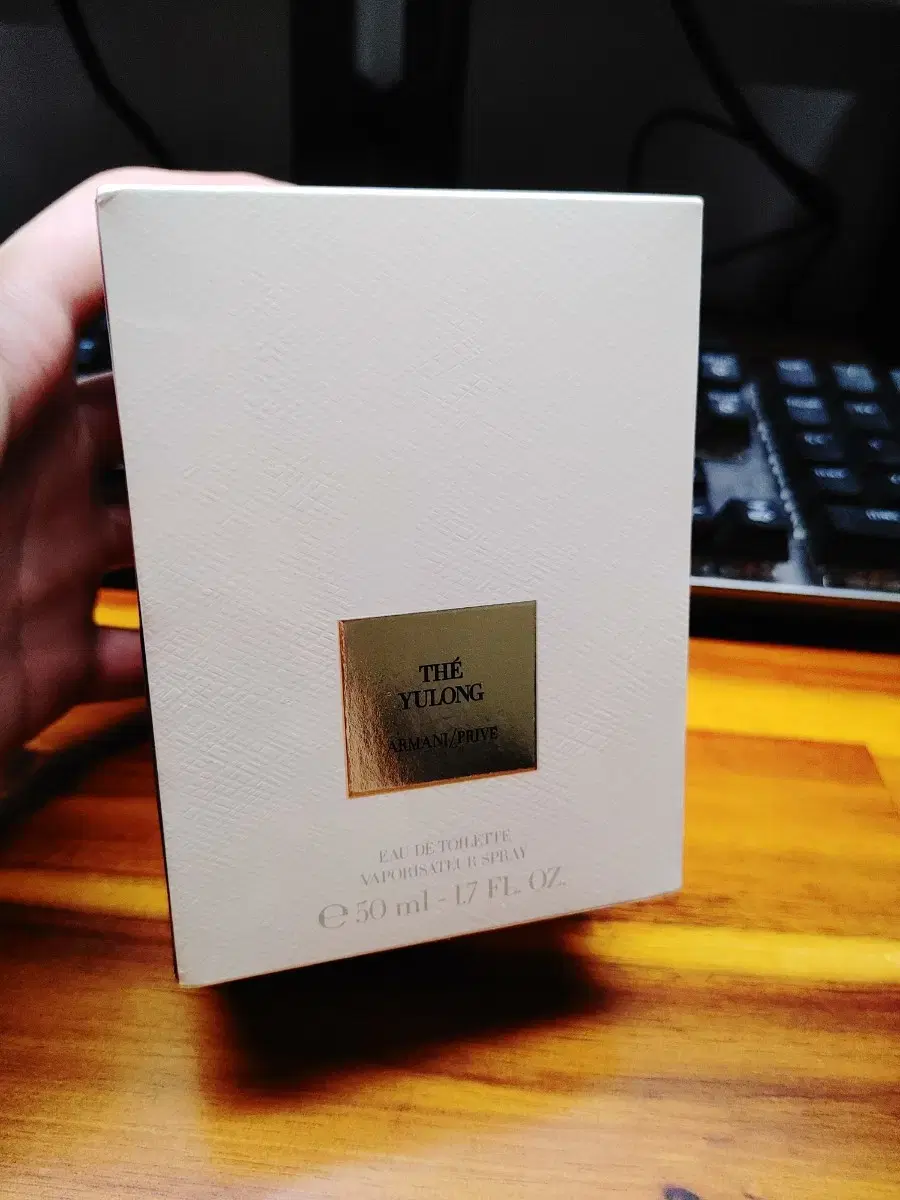 THÉ
YULONG
ARMANI/PRIVÉ
EAU DE TOILETTE
VAPORISATEUR SPRAY
℮ 50 ml - 1.7 FL. OZ.